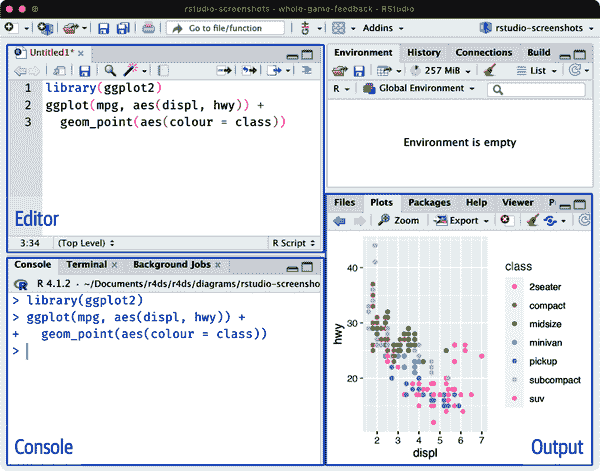 rstudio-screenshots - whole-game-feedback - RStudio
Go to file/function
Addins
rstudio-screenshots
Untitled1*
1 library(ggplot2)
2 ggplot(mpg, aes(displ, hwy)) +
3 geom_point(aes(colour = class))
Editor
3:34 (Top Level) R Script
Console Terminal Background Jobs
R 4.1.2 · ~/Documents/r4ds/r4ds/diagrams/rstudio-screenshot
> library(ggplot2)
> ggplot(mpg, aes(displ, hwy)) +
+ geom_point(aes(colour = class))
>
Console
Environment History Connections Build
257 MiB List
R Global Environment
Environment is empty
Files Plots Packages Help Viewer
Zoom Export
class
2seater
compact
midsize
minivan
pickup
subcompact
suv
hwy
40
30
20
2 3 4 5 6 7
displ
Output